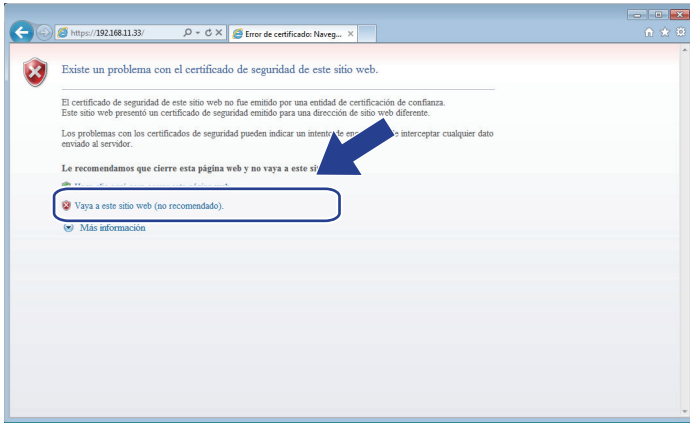 https://192.168.11.33/
Error de certificado: Naveg...
Existe un problema con el certificado de seguridad de este sitio web.
El certificado de seguridad de este sitio web no fue emitido por una entidad de certificación de confianza.
Este sitio web presentó un certificado de seguridad emitido para una dirección de sitio web diferente.
Los problemas con los certificados de seguridad pueden indicar un intento de interceptar cualquier dato
enviado al servidor.
Le recomendamos que cierre esta página web y no vaya a este
Vaya a este sitio web (no recomendado).
Más información